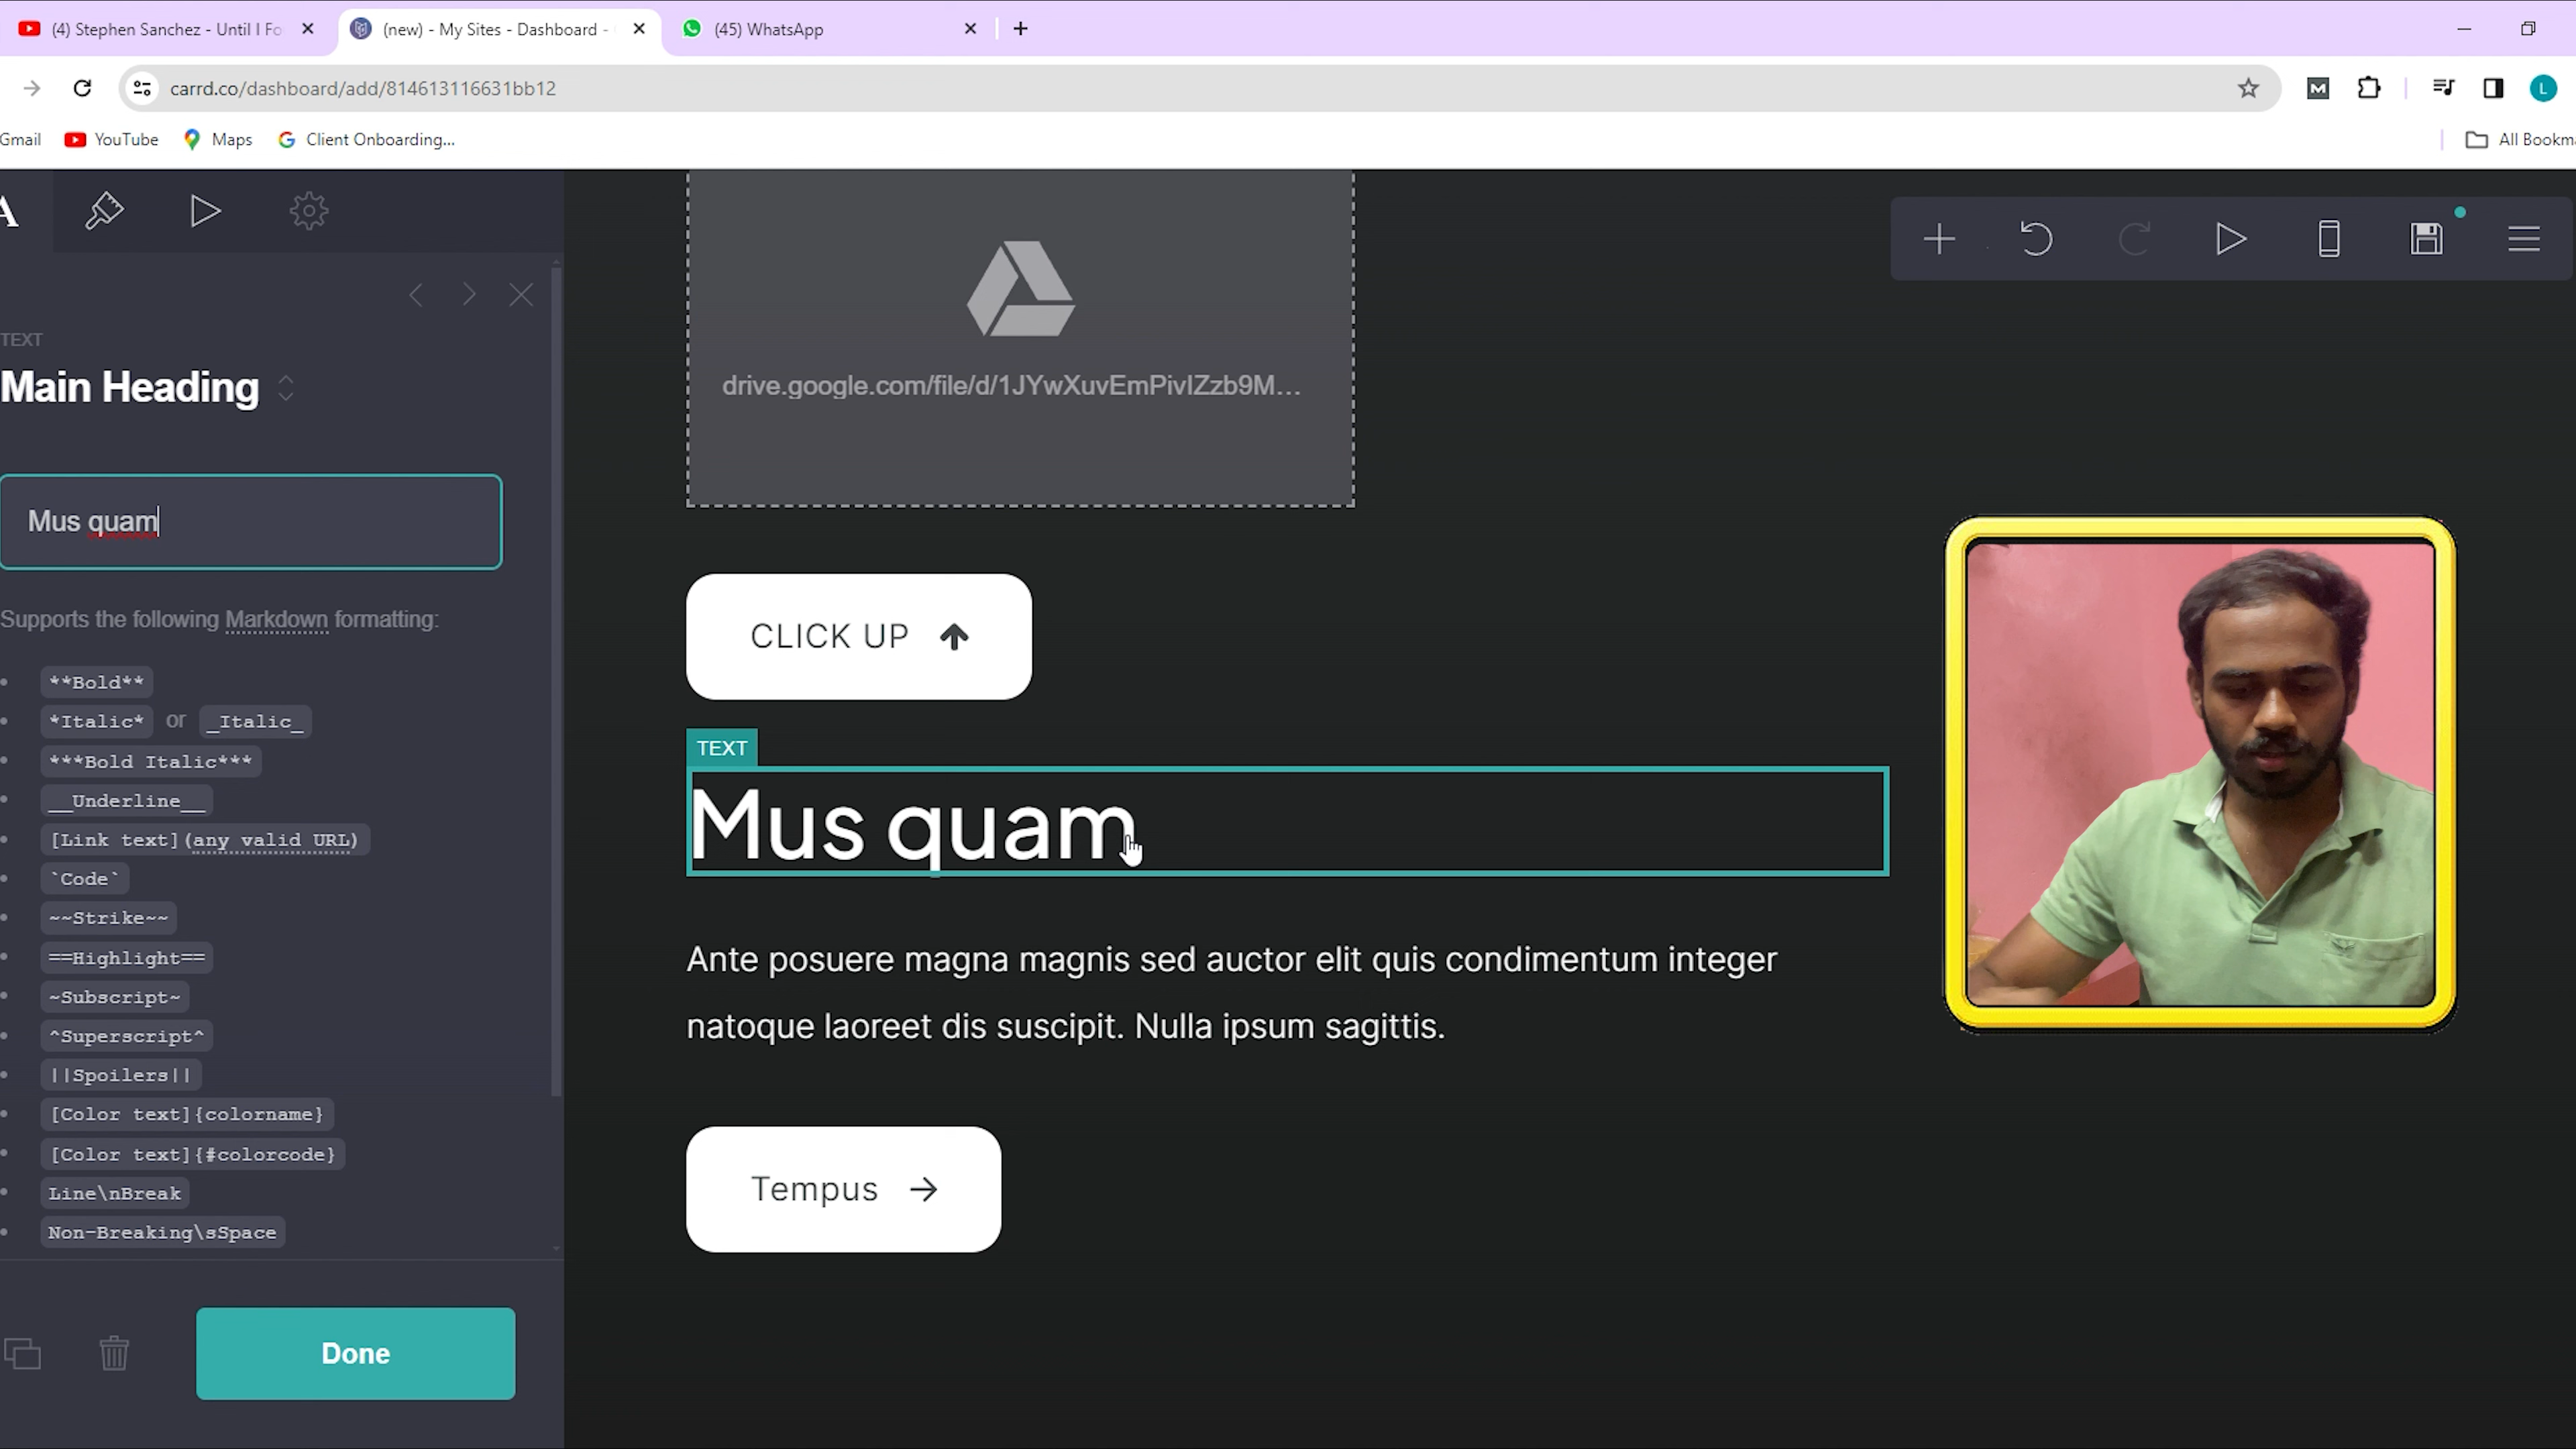 (4) Stephen Sanchez - Until I Fo
(new) - My Sites - Dashboard -
(45) WhatsApp
carrd.co/dashboard/add/814613116631bb12
L
Gmail
YouTube
Maps
Client Onboarding...
All Bookm
A
TEXT
Main Heading
Mus quam
Supports the following Markdown formatting:
**Bold**
*Italic* or _Italic_
***Bold Italic***
__Underline__
[Link text](any valid URL)
`Code`
~~Strike~~
==Highlight==
~Subscript~
^Superscript^
||Spoilers||
[Color text]{colorname}
[Color text]{#colorcode}
Line\nBreak
Non-Breaking\sSpace
Done
drive.google.com/file/d/1JYwXuvEmPivIZzb9M...
CLICK UP
TEXT
Mus quam
Ante posuere magna magnis sed auctor elit quis condimentum integer
natoque laoreet dis suscipit. Nulla ipsum sagittis.
Tempus